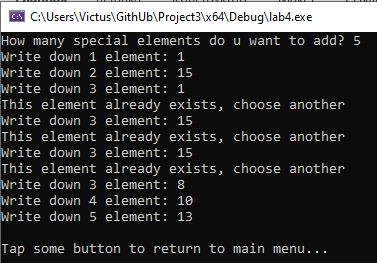 C:\Users\Victus\GithUb\Project3\x64\Debug\lab4.exe
How many special elements do u want to add? 5
Write down 1 element: 1
Write down 2 element: 15
Write down 3 element: 1
This element already exists, choose another
Write down 3 element: 15
This element already exists, choose another
Write down 3 element: 15
This element already exists, choose another
Write down 3 element: 8
Write down 4 element: 10
Write down 5 element: 13
Tap some button to return to main menu...